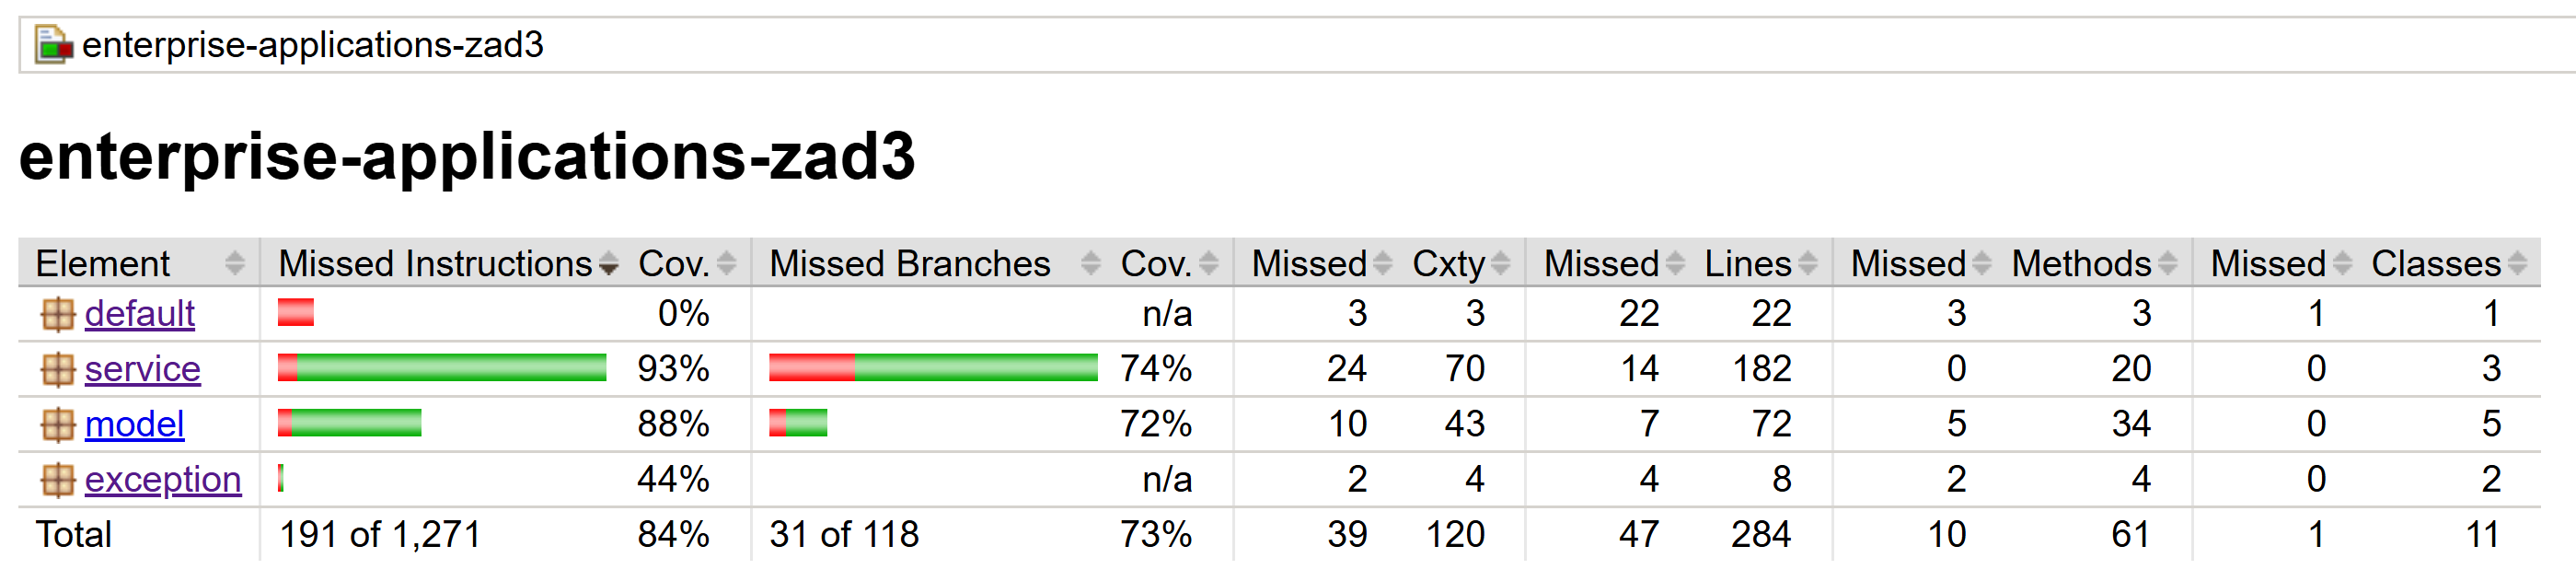 enterprise-applications-zad3
enterprise-applications-zad3
Element Missed Instructions Cov. Missed Branches Cov. Missed Cxty Missed Lines Missed Methods Missed Classes
default 0% n/a 3 3 22 22 3 3 1 1
service 93% 74% 24 70 14 182 0 20 0 3
model 88% 72% 10 43 7 72 5 34 0 5
exception 44% n/a 2 4 4 8 2 4 0 2
Total 191 of 1,271 84% 31 of 118 73% 39 120 47 284 10 61 1 11